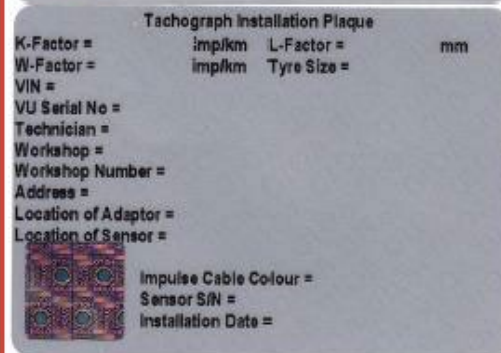 Tachograph Installation Plaque
K-Factor = imp/km L-Factor = mm
W-Factor = imp/km Tyre Size =
VIN =
VU Serial No =
Technician =
Workshop =
Workshop Number =
Address =
Location of Adaptor =
Location of Sensor =
Impulse Cable Colour =
Sensor S/N =
Installation Date =